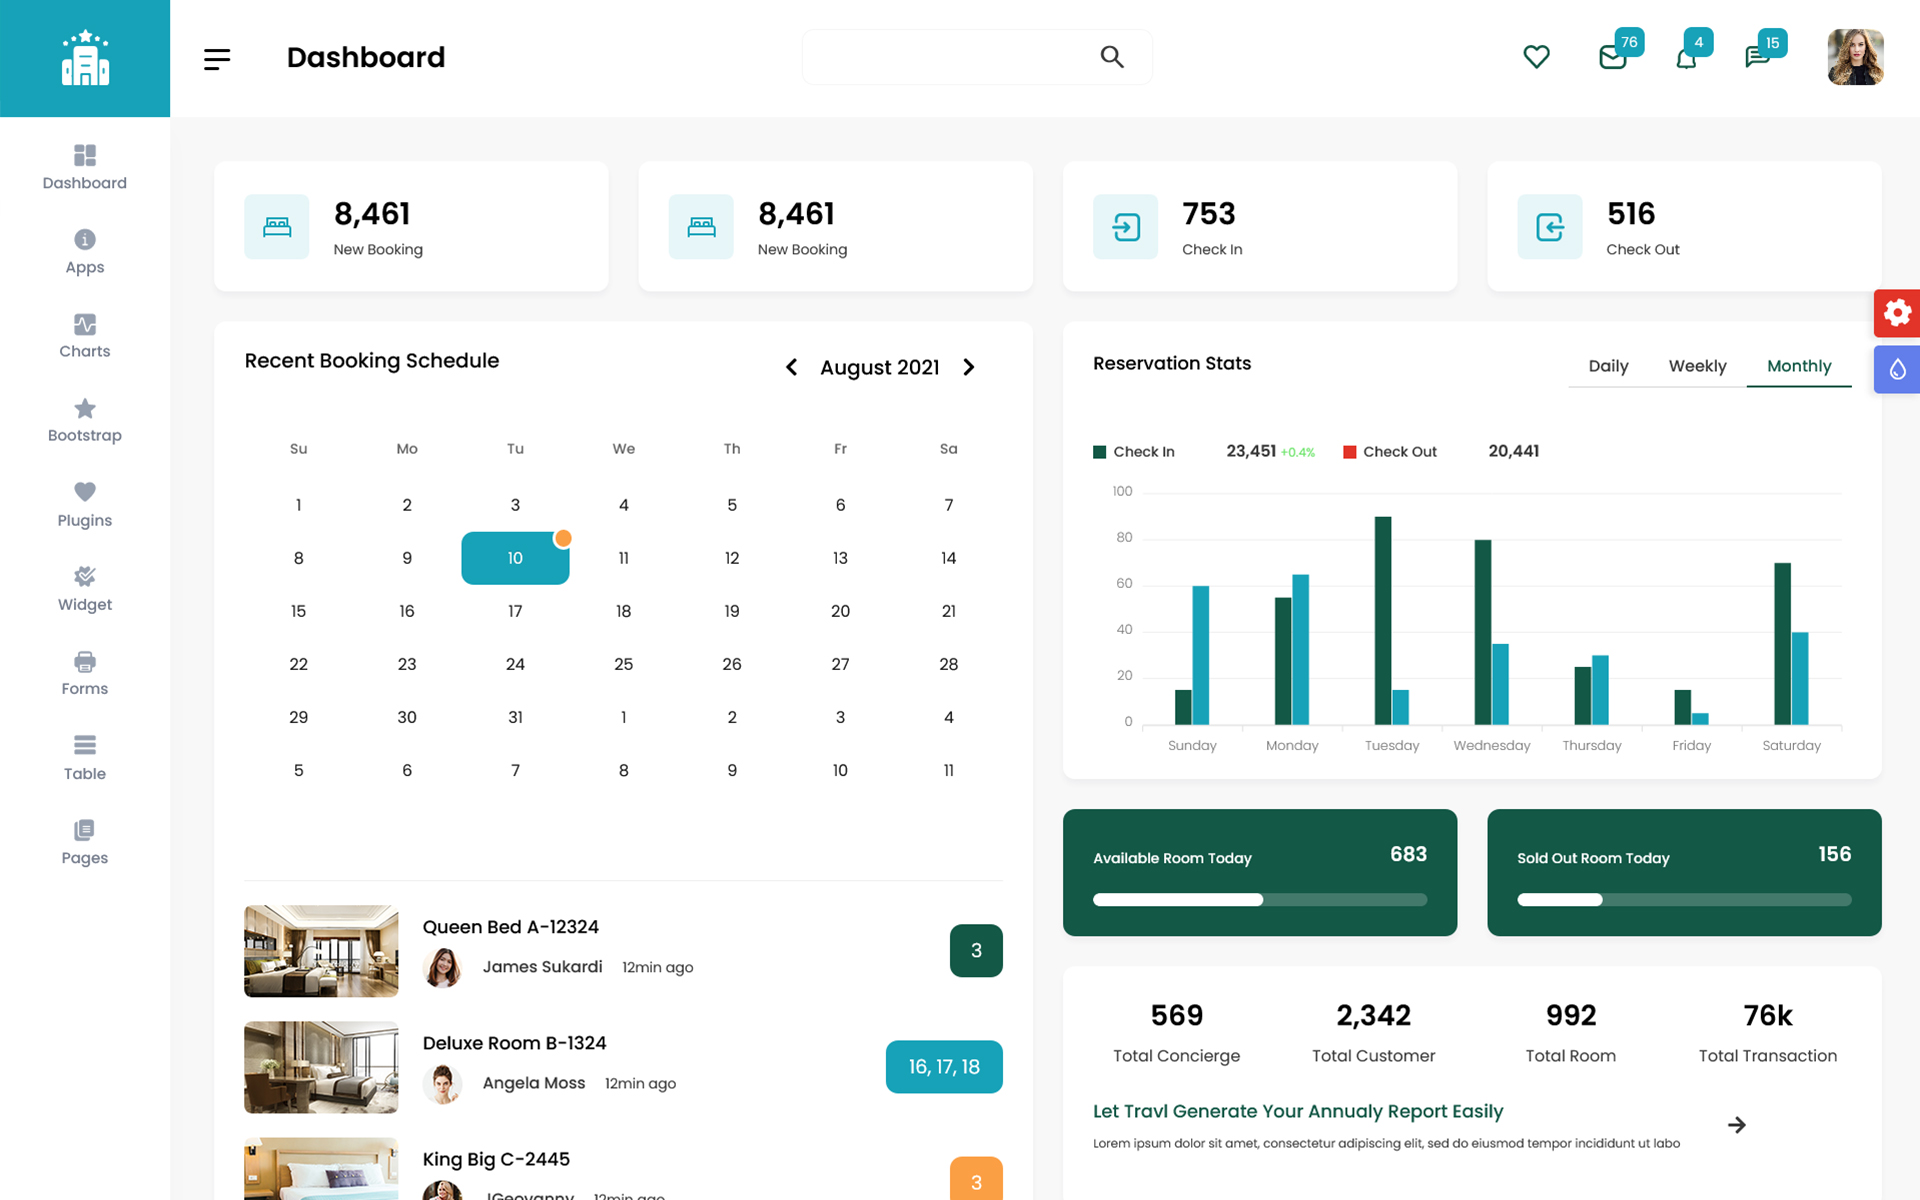 Dashboard
76
4
15
Dashboard
Apps
Charts
Bootstrap
Plugins
Widget
Forms
Table
Pages
8,461
New Booking
8,461
New Booking
753
Check In
516
Check Out
Recent Booking Schedule
August 2021
Su Mo Tu We Th Fr Sa
1 2 3 4 5 6 7
8 9 10 11 12 13 14
15 16 17 18 19 20 21
22 23 24 25 26 27 28
29 30 31 1 2 3 4
5 6 7 8 9 10 11
Queen Bed A-12324
James Sukardi 12min ago
3
Deluxe Room B-1324
Angela Moss 12min ago
16, 17, 18
King Big C-2445
JGeovanny 12min ago
3
Reservation Stats
Daily Weekly Monthly
Check In 23,451 +0.4% Check Out 20,441
100
80
60
40
20
0
Sunday Monday Tuesday Wednesday Thursday Friday Saturday
Available Room Today 683
Sold Out Room Today 156
569
Total Concierge
2,342
Total Customer
992
Total Room
76k
Total Transaction
Let Travl Generate Your Annualy Report Easily
Lorem ipsum dolor sit amet, consectetur adipiscing elit, sed do eiusmod tempor incididunt ut labo